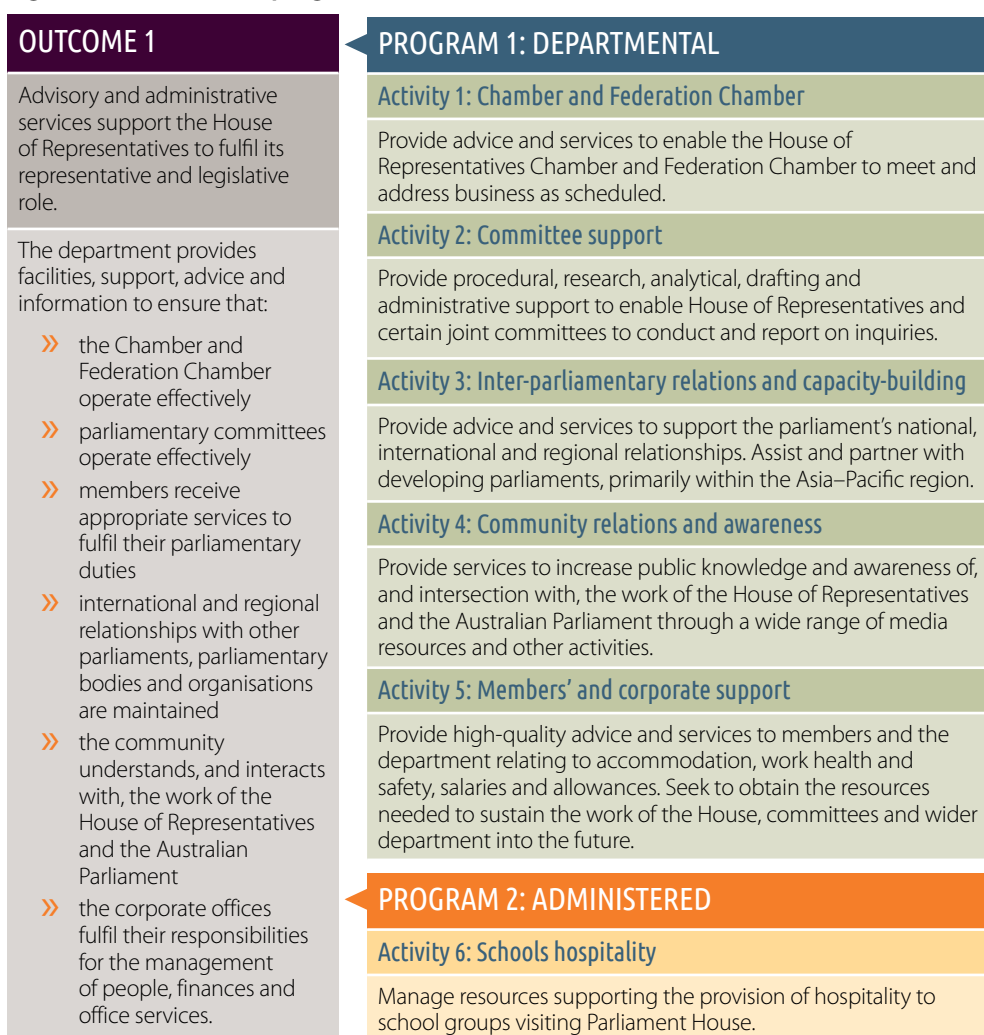 OUTCOME 1
Advisory and administrative
services support the House
of Representatives to fulfil its
representative and legislative
role.
The department provides
facilities, support, advice and
information to ensure that:
» the Chamber and
Federation Chamber
operate effectively
» parliamentary committees
operate effectively
» members receive
appropriate services to
fulfil their parliamentary
duties
» international and regional
relationships with other
parliaments, parliamentary
bodies and organisations
are maintained
» the community
understands, and interacts
with, the work of the
House of Representatives
and the Australian
Parliament
» the corporate offices
fulfil their responsibilities
for the management
of people, finances and
office services.
PROGRAM 1: DEPARTMENTAL
Activity 1: Chamber and Federation Chamber
Provide advice and services to enable the House of
Representatives Chamber and Federation Chamber to meet and
address business as scheduled.
Activity 2: Committee support
Provide procedural, research, analytical, drafting and
administrative support to enable House of Representatives and
certain joint committees to conduct and report on inquiries.
Activity 3: Inter-parliamentary relations and capacity-building
Provide advice and services to support the parliament's national,
international and regional relationships. Assist and partner with
developing parliaments, primarily within the Asia–Pacific region.
Activity 4: Community relations and awareness
Provide services to increase public knowledge and awareness of,
and intersection with, the work of the House of Representatives
and the Australian Parliament through a wide range of media
resources and other activities.
Activity 5: Members' and corporate support
Provide high-quality advice and services to members and the
department relating to accommodation, work health and
safety, salaries and allowances. Seek to obtain the resources
needed to sustain the work of the House, committees and wider
department into the future.
PROGRAM 2: ADMINISTERED
Activity 6: Schools hospitality
Manage resources supporting the provision of hospitality to
school groups visiting Parliament House.